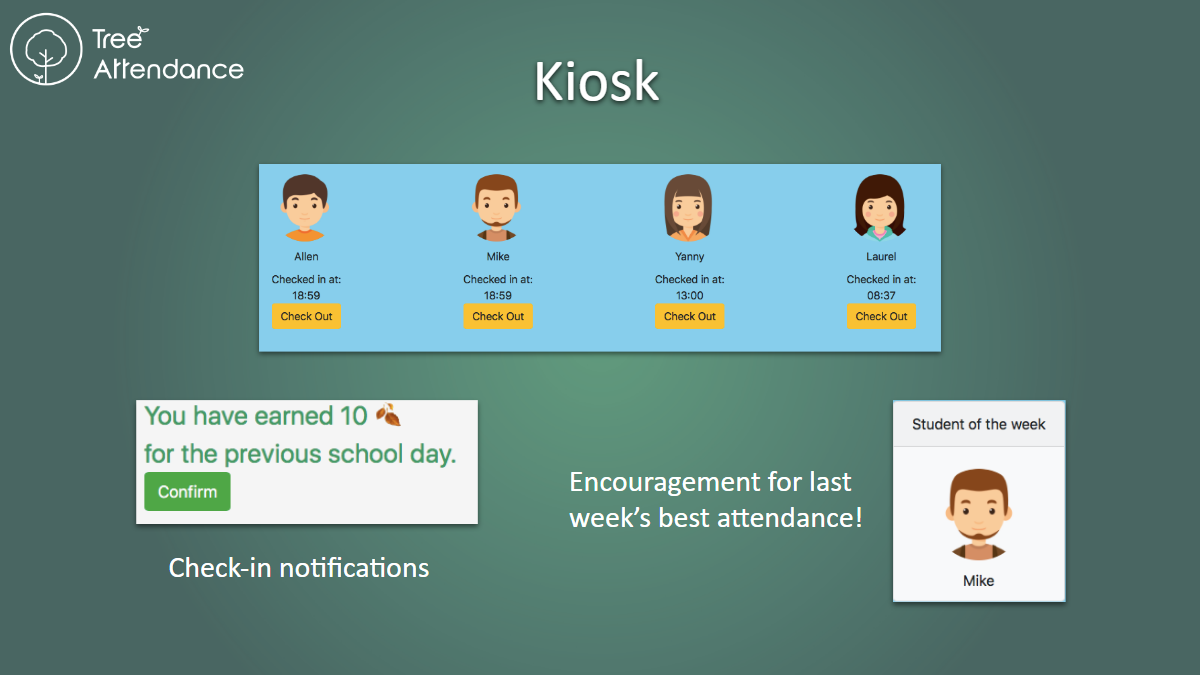 Tree
Attendance
Kiosk
Allen
Mike
Yanny
Laurel
Checked in at:
Checked in at:
Checked in at:
Checked in at:
18:59
18:59
13:00
08:37
Check Out
Check Out
Check Out
Check Out
You have earned 10
for the previous school day.
Confirm
Check-in notifications
Encouragement for last
week's best attendance!
Student of the week
Mike